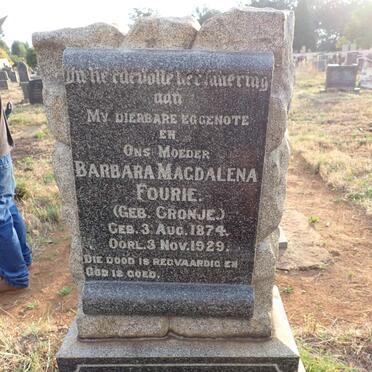 In liefdevolle herinnering
aan
My dierbare eggenote
en
Ons Moeder
Barbara Magdalena
Fourie.
(Geb. Cronje.)
Geb. 3. Aug. 1874.
Oorl. 3. Nov. 1929.
Die dood is regvaardig en
God is goed.